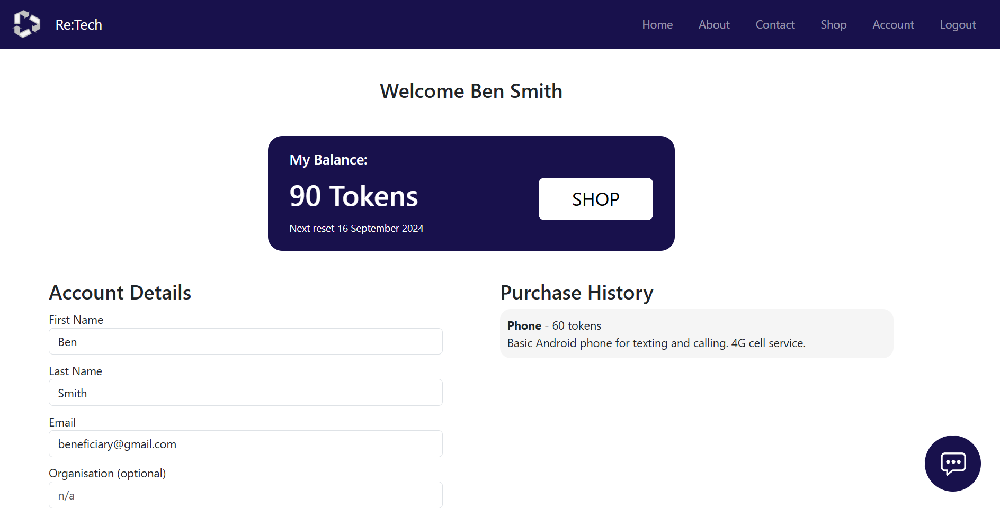 Re:Tech
Home About Contact Shop Account Logout
Welcome Ben Smith
My Balance:
90 Tokens
Next reset 16 September 2024
SHOP
Account Details
First Name
Ben
Last Name
Smith
Email
beneficiary@gmail.com
Organisation (optional)
n/a
Purchase History
Phone - 60 tokens
Basic Android phone for texting and calling. 4G cell service.